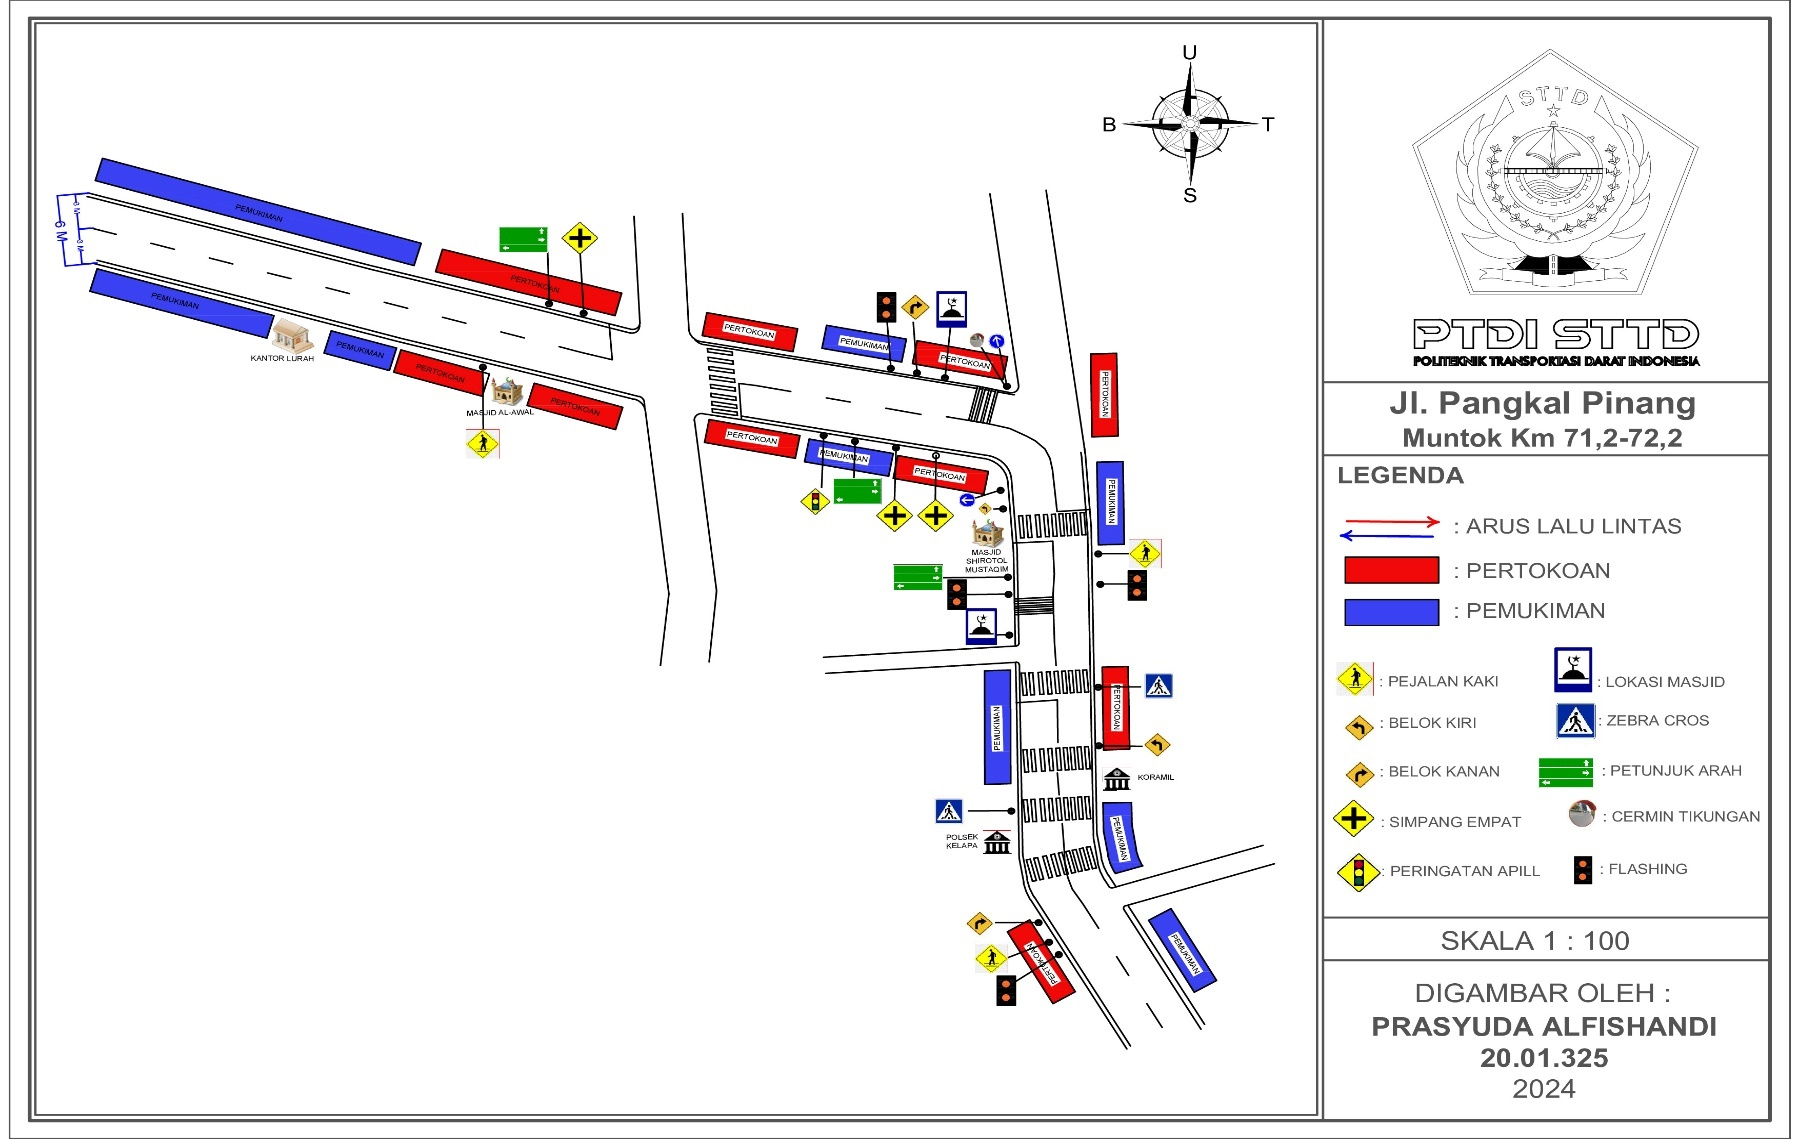 U
B
T
S
PEMUKIMAN
PERTOKOAN
3 M
6 M
3 M
PEMUKIMAN
KANTOR LURAH
PEMUKIMAN
PERTOKOAN
MASJID AL-AWAL
PERTOKOAN
PERTOKOAN
PEMUKIMAN
PERTOKOAN
PERTOKOAN
PERTOKOAN
PEMUKIMAN
PERTOKOAN
PEMUKIMAN
MASJID
SHIROTOL
MUSTAQIM
PEMUKIMAN
PERTOKOAN
KORAMIL
POLSEK
KELAPA
PEMUKIMAN
PERTOKOAN
PEMUKIMAN
STTD
PTDI STTD
POLITEKNIK TRANSPORTASI DARAT INDONESIA
Jl. Pangkal Pinang
Muntok Km 71,2-72,2
LEGENDA
: ARUS LALU LINTAS
: PERTOKOAN
: PEMUKIMAN
: PEJALAN KAKI
: LOKASI MASJID
: BELOK KIRI
: ZEBRA CROS
: BELOK KANAN
: PETUNJUK ARAH
: SIMPANG EMPAT
: CERMIN TIKUNGAN
: PERINGATAN APILL
: FLASHING
SKALA 1 : 100
DIGAMBAR OLEH :
PRASYUDA ALFISHANDI
20.01.325
2024